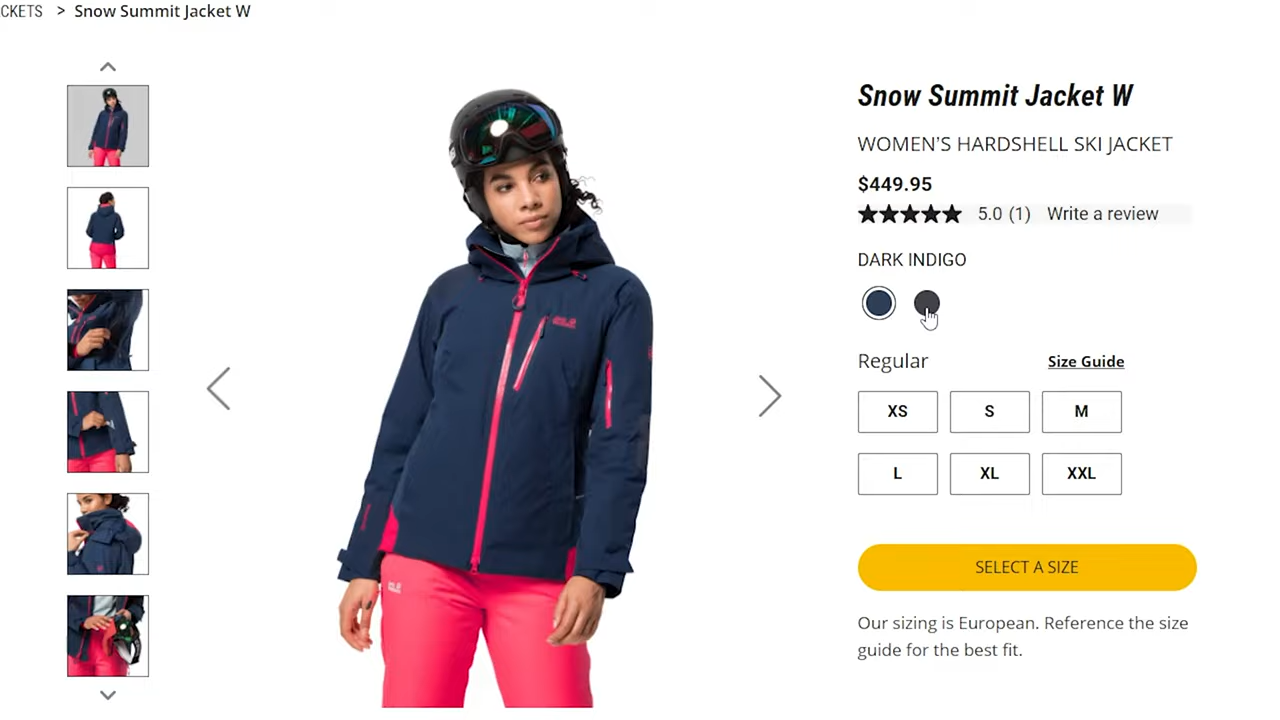 CKETS > Snow Summit Jacket W
Snow Summit Jacket W
WOMEN'S HARDSHELL SKI JACKET
$449.95
5.0 (1) Write a review
DARK INDIGO
Regular Size Guide
XS S M
L XL XXL
SELECT A SIZE
Our sizing is European. Reference the size
guide for the best fit.